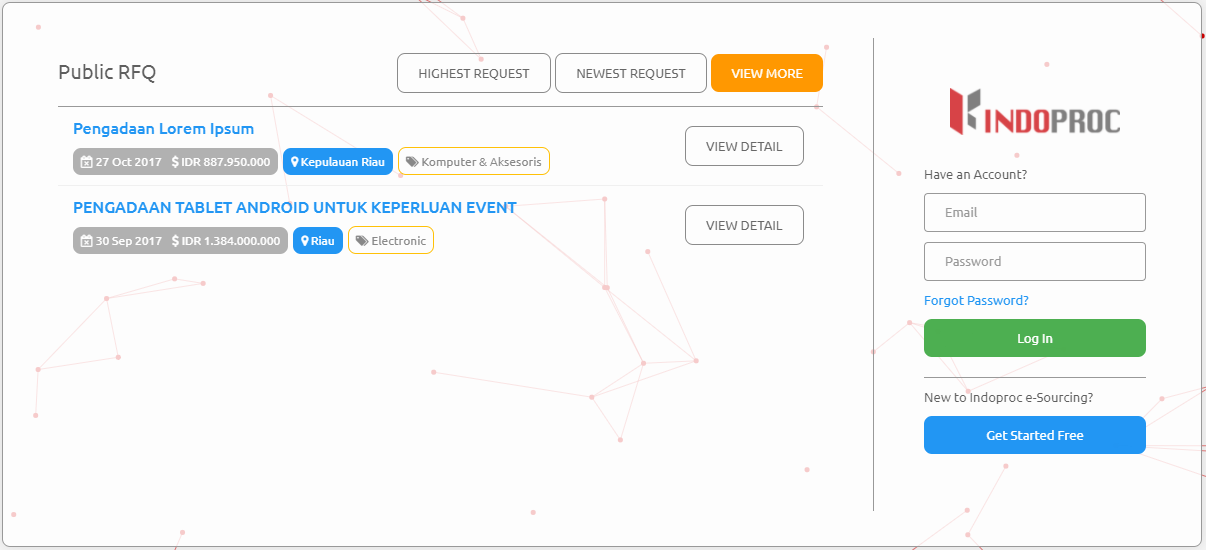 Public RFQ
HIGHEST REQUEST
NEWEST REQUEST
VIEW MORE
Pengadaan Lorem Ipsum
27 Oct 2017 $ IDR 887.950.000 Kepulauan Riau Komputer & Aksesoris
VIEW DETAIL
PENGADAAN TABLET ANDROID UNTUK KEPERLUAN EVENT
30 Sep 2017 $ IDR 1.384.000.000 Riau Electronic
VIEW DETAIL
INDOPROC
Have an Account?
Email
Password
Forgot Password?
Log In
New to Indoproc e-Sourcing?
Get Started Free